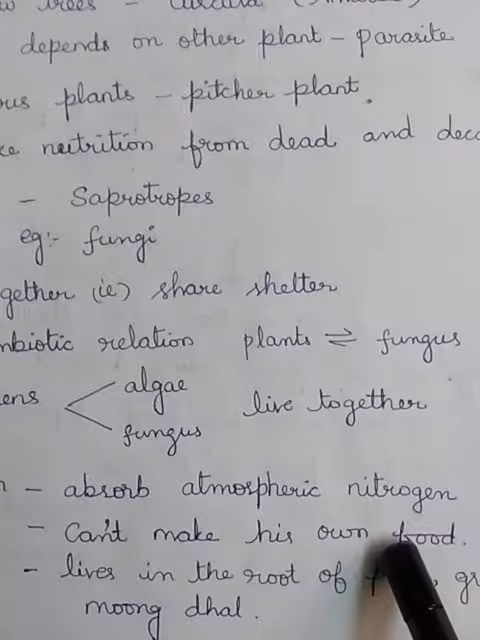 trees -
depends on other plant - parasite
plants - pitcher plant.
nutrition from dead and
- Saprotropes
eg:- fungi
gether (ie) share shelter
mbiotic relation plants ⇌ fungus
ens < algae live together
fungus
- absorb atmospheric nitrogen
- Can't make his own food.
- lives in the root of
moong dhal.